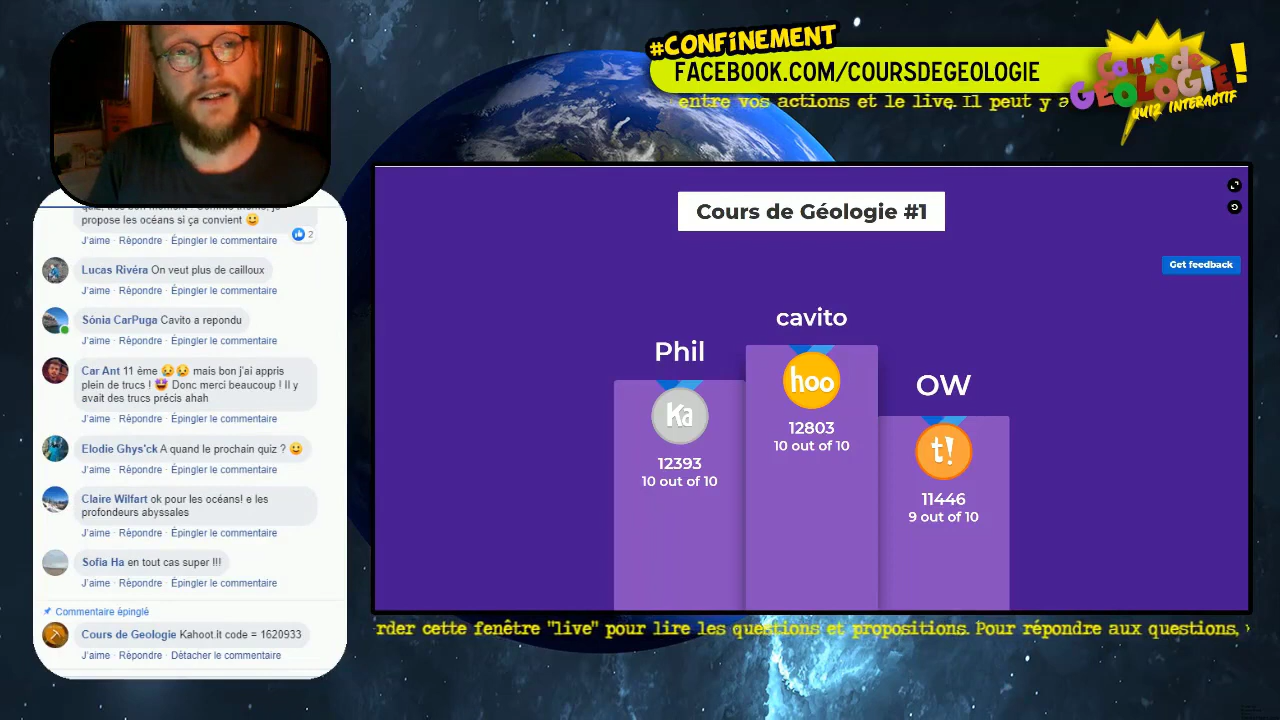 #CONFINEMENT
FACEBOOK.COM/COURSDEGEOLOGIE
entre vos actions et le live. Il peut y a
Cours de
GEOLOGIE!
QUIZ INTERACTIF
propose les océans si ça convient
J'aime · Répondre · Épingler le commentaire
2
Lucas Rivéra On veut plus de cailloux
J'aime · Répondre · Épingler le commentaire
Sónia CarPuga Cavito a repondu
J'aime · Répondre · Épingler le commentaire
Car Ant 11 ème 😥😥 mais bon j'ai appris
plein de trucs ! 🤩 Donc merci beaucoup ! Il y
avait des trucs précis ahah
J'aime · Répondre · Épingler le commentaire
Elodie Ghys'ck A quand le prochain quiz ? 🙂
J'aime · Répondre · Épingler le commentaire
Claire Wilfart ok pour les océans! e les
profondeurs abyssales
J'aime · Répondre · Épingler le commentaire
Sofia Ha en tout cas super !!!
J'aime · Répondre · Épingler le commentaire
Commentaire épinglé
Cours de Geologie Kahoot.it code = 1620933
J'aime · Répondre · Détacher le commentaire
Cours de Géologie #1
Get feedback
cavito
hoo
12803
10 out of 10
Phil
Ka
12393
10 out of 10
OW
t!
11446
9 out of 10
rder cette fenêtre "live" pour lire les questions et propositions. Pour répondre aux questions,